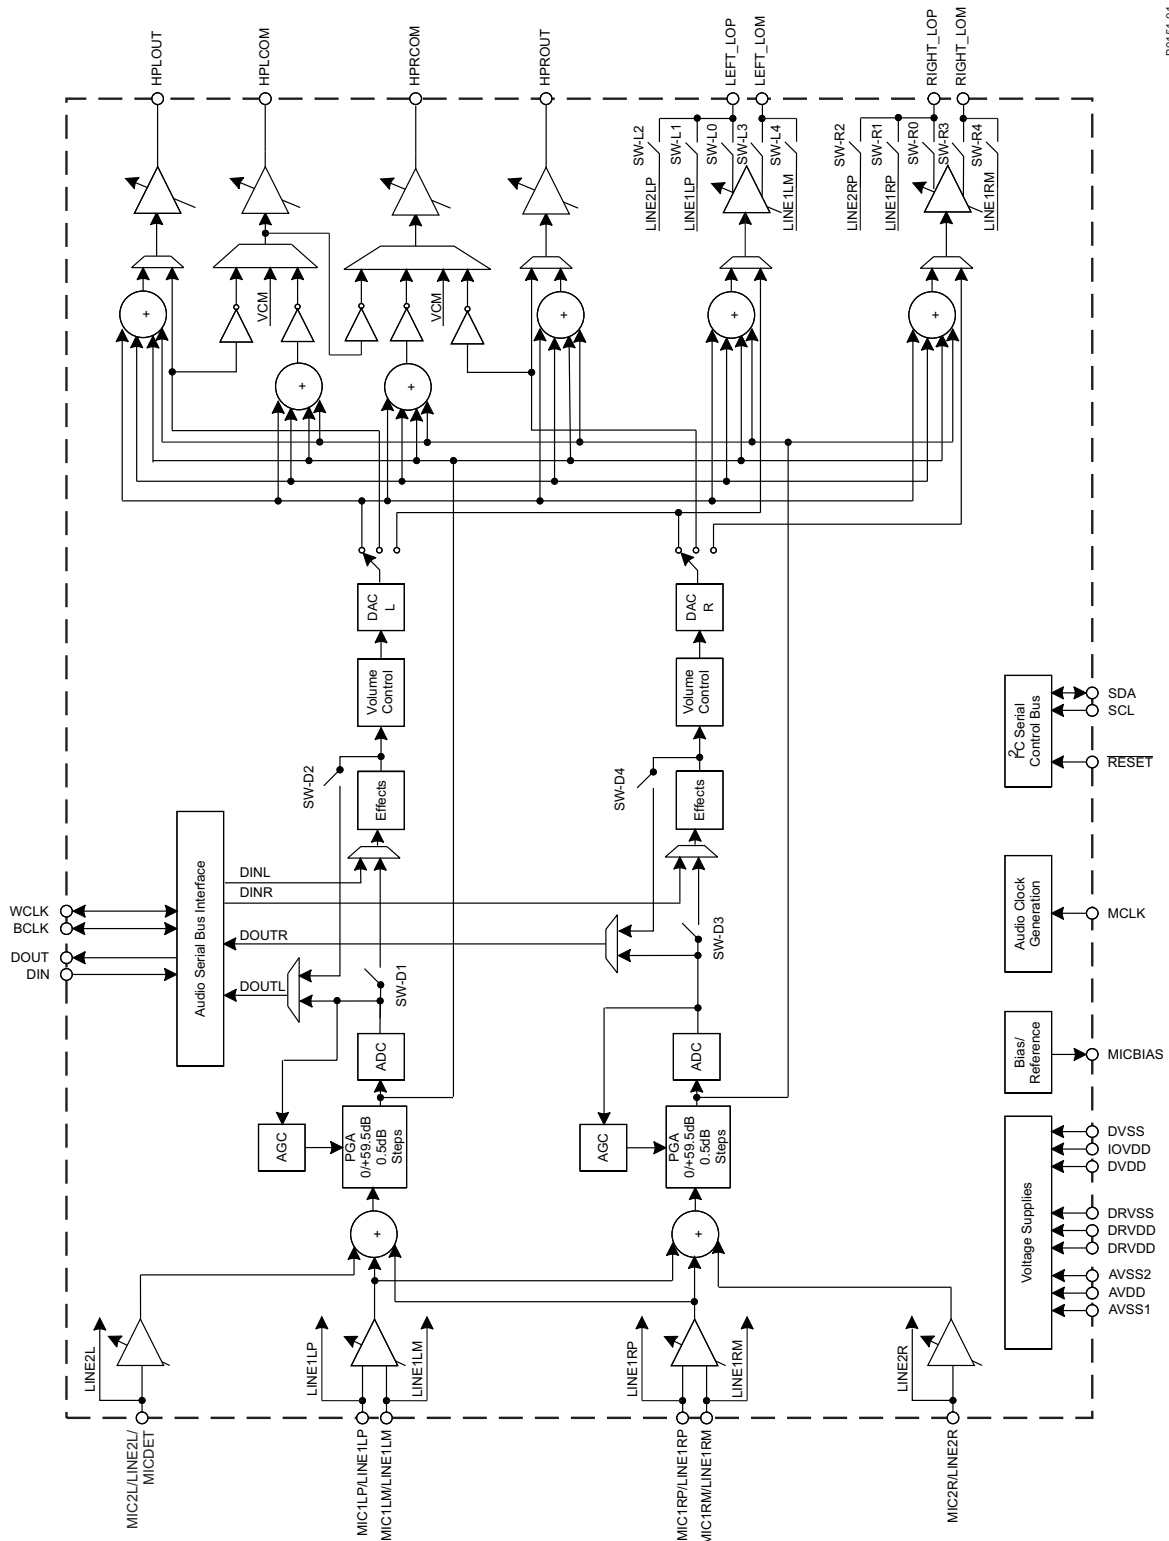 B0151-01
HPLOUT
HPLCOM
HPRCOM
HPROUT
LEFT_LOP
LEFT_LOM
RIGHT_LOP
RIGHT_LOM
SW-L2
SW-L1
SW-L0
SW-L3
SW-L4
LINE2LP
LINE1LP
LINE1LM
SW-R2
SW-R1
SW-R0
SW-R3
SW-R4
LINE2RP
LINE1RP
LINE1RM
VCM
VCM
+
+
+
+
+
+
DAC
L
DAC
R
Volume
Control
Volume
Control
SW-D2
Effects
SW-D4
Effects
I2C Serial
Control Bus
SDA
SCL
RESET
Audio Serial Bus Interface
DINL
DINR
DOUTR
DOUTL
WCLK
BCLK
DOUT
DIN
SW-D1
SW-D3
Audio Clock
Generation
MCLK
ADC
ADC
Bias/
Reference
MICBIAS
AGC
PGA
0/+59.5dB
0.5dB
Steps
AGC
PGA
0/+59.5dB
0.5dB
Steps
Voltage Supplies
DVSS
IOVDD
DVDD
DRVSS
DRVDD
DRVDD
AVSS2
AVDD
AVSS1
+
+
LINE2L
LINE1LP
LINE1LM
LINE1RP
LINE1RM
LINE2R
MIC2L/LINE2L/
MICDET
MIC1LP/LINE1LP
MIC1LM/LINE1LM
MIC1RP/LINE1RP
MIC1RM/LINE1RM
MIC2R/LINE2R